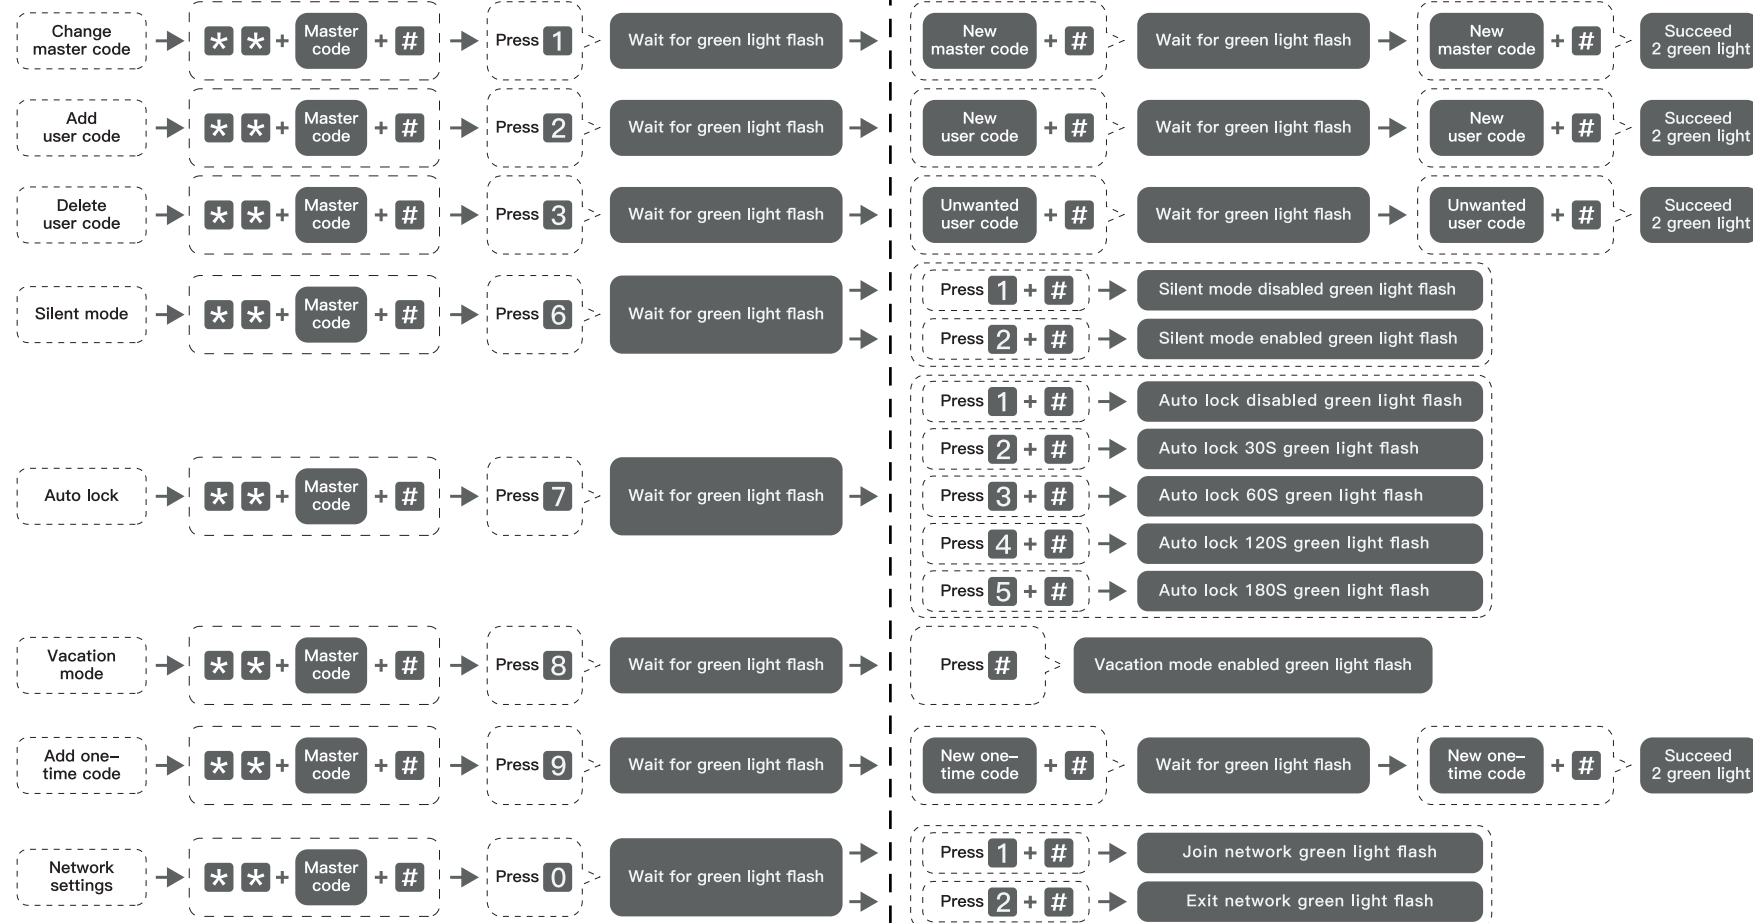 Change
master code
* * + Master code + #
Press 1
Wait for green light flash
New
master code + #
Wait for green light flash
New
master code + #
Succeed
2 green light
Add
user code
* * + Master code + #
Press 2
Wait for green light flash
New
user code + #
Wait for green light flash
New
user code + #
Succeed
2 green light
Delete
user code
* * + Master code + #
Press 3
Wait for green light flash
Unwanted
user code + #
Wait for green light flash
Unwanted
user code + #
Succeed
2 green light
Silent mode
* * + Master code + #
Press 6
Wait for green light flash
Press 1 + #
Silent mode disabled green light flash
Press 2 + #
Silent mode enabled green light flash
Auto lock
* * + Master code + #
Press 7
Wait for green light flash
Press 1 + #
Auto lock disabled green light flash
Press 2 + #
Auto lock 30S green light flash
Press 3 + #
Auto lock 60S green light flash
Press 4 + #
Auto lock 120S green light flash
Press 5 + #
Auto lock 180S green light flash
Vacation
mode
* * + Master code + #
Press 8
Wait for green light flash
Press #
Vacation mode enabled green light flash
Add one–
time code
* * + Master code + #
Press 9
Wait for green light flash
New one–
time code + #
Wait for green light flash
New one–
time code + #
Succeed
2 green light
Network
settings
* * + Master code + #
Press 0
Wait for green light flash
Press 1 + #
Join network green light flash
Press 2 + #
Exit network green light flash